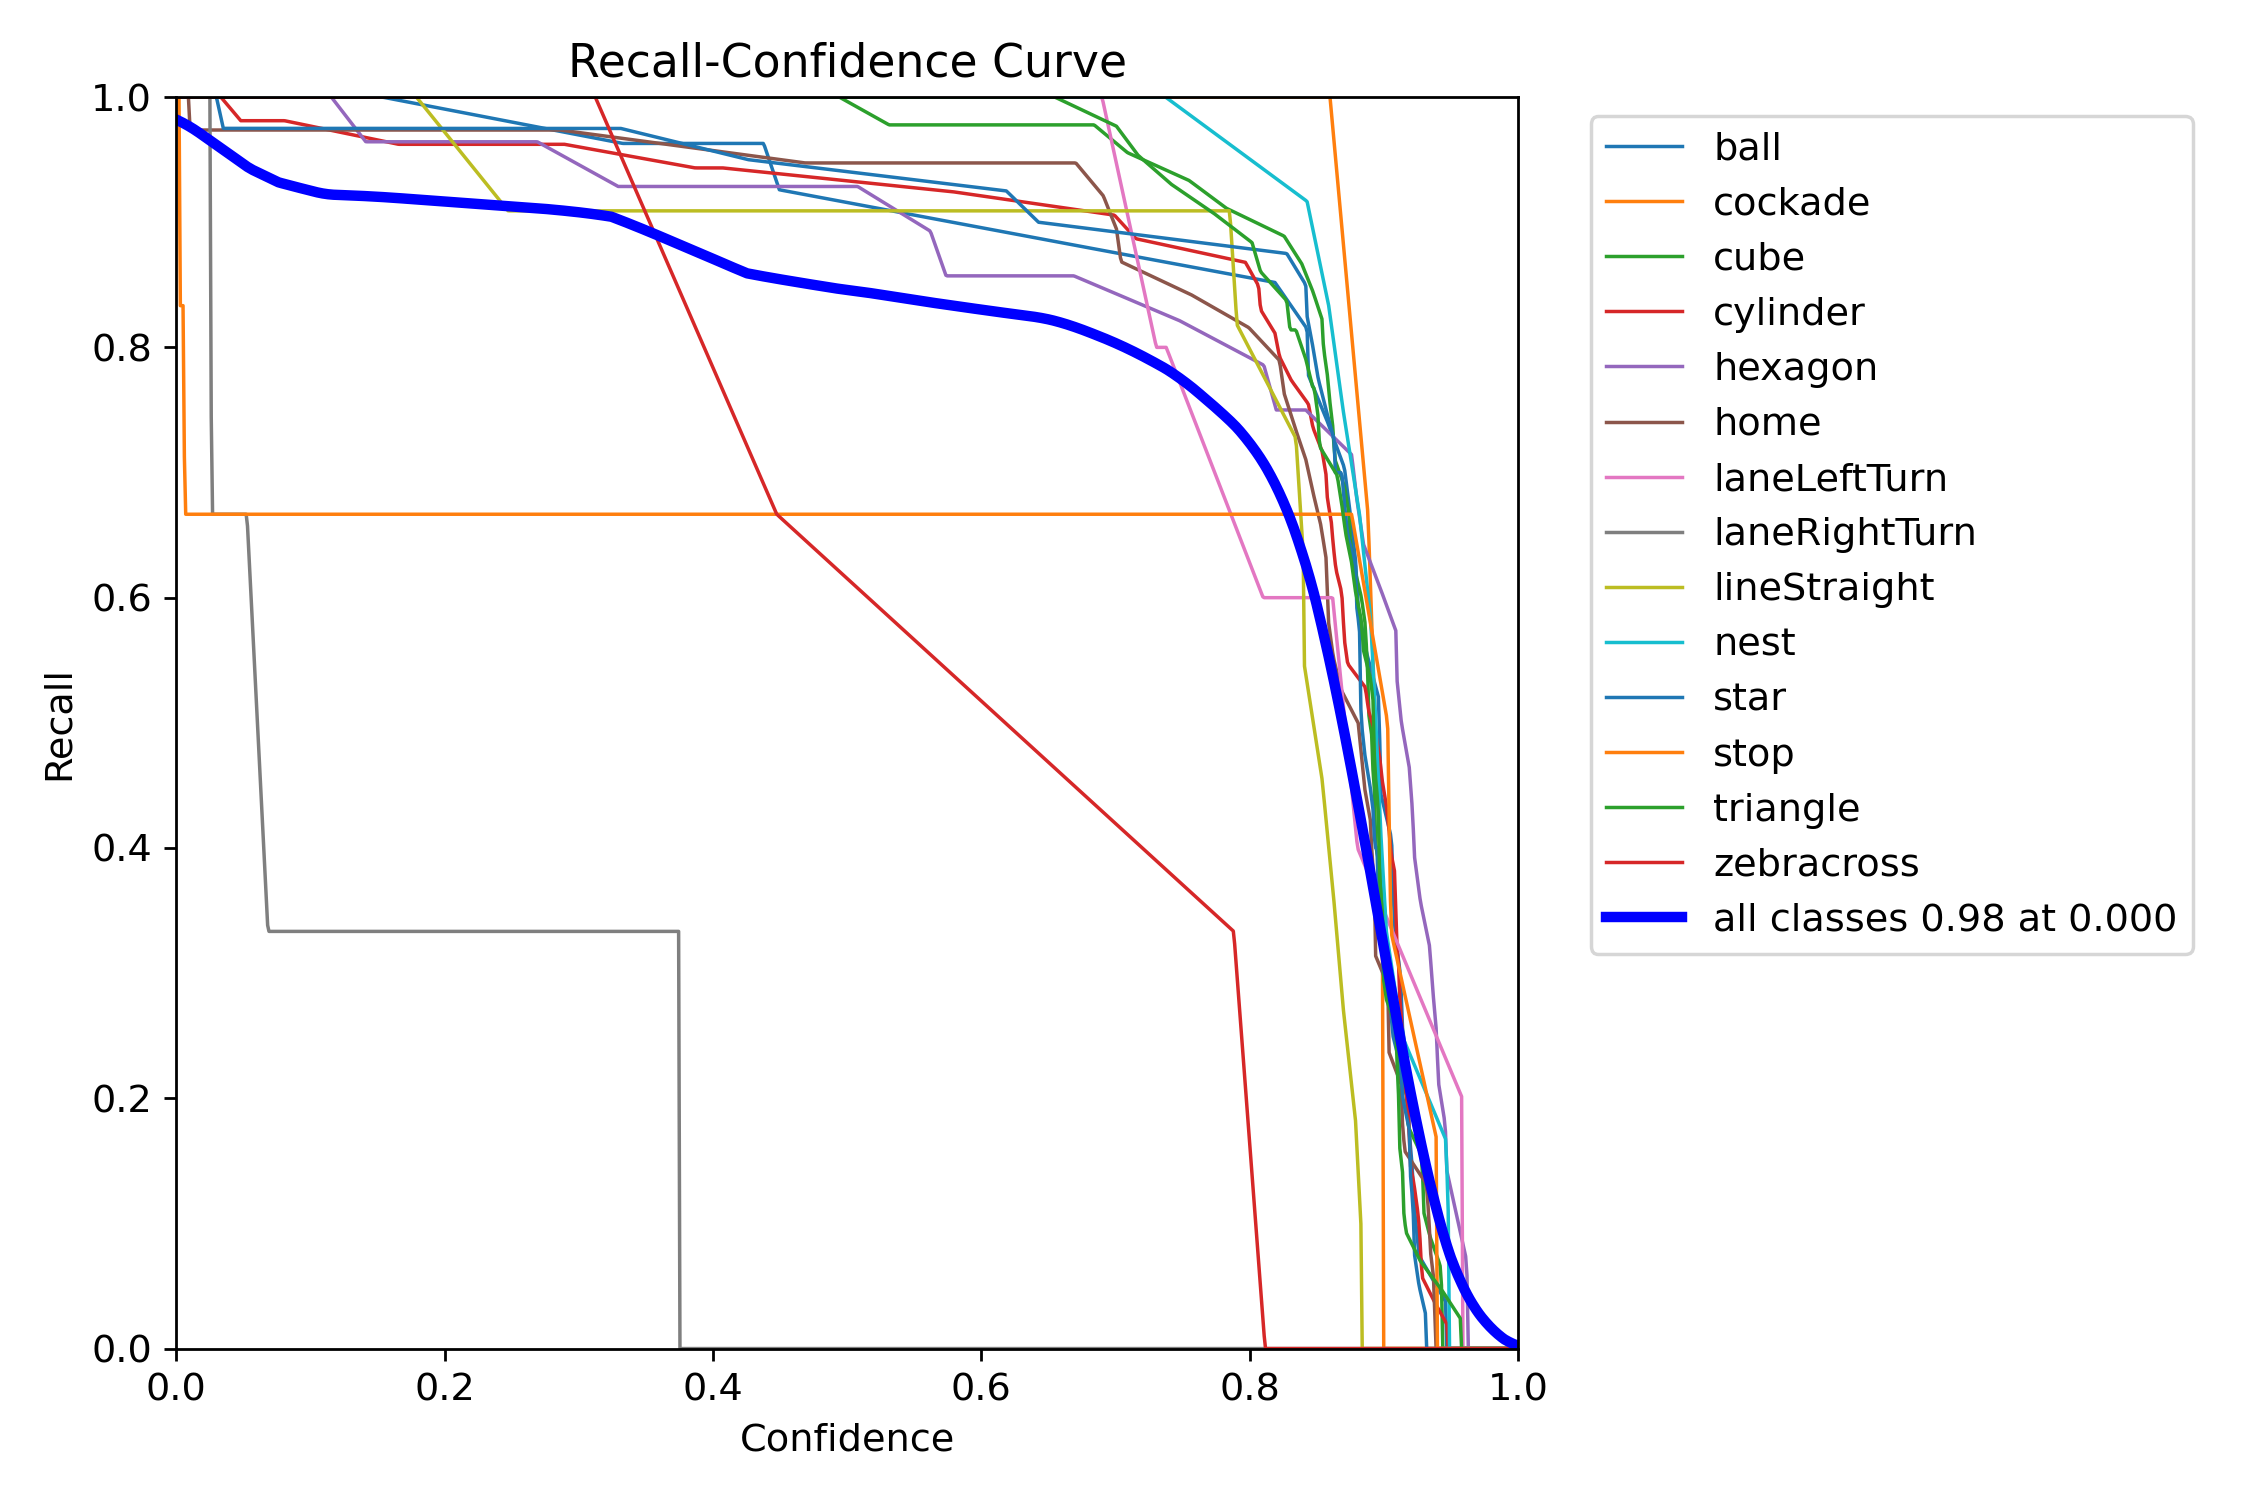 Recall-Confidence Curve
1.0
0.8
0.6
0.4
0.2
0.0
Recall
0.0 0.2 0.4 0.6 0.8 1.0
Confidence
ball
cockade
cube
cylinder
hexagon
home
laneLeftTurn
laneRightTurn
lineStraight
nest
star
stop
triangle
zebracross
all classes 0.98 at 0.000